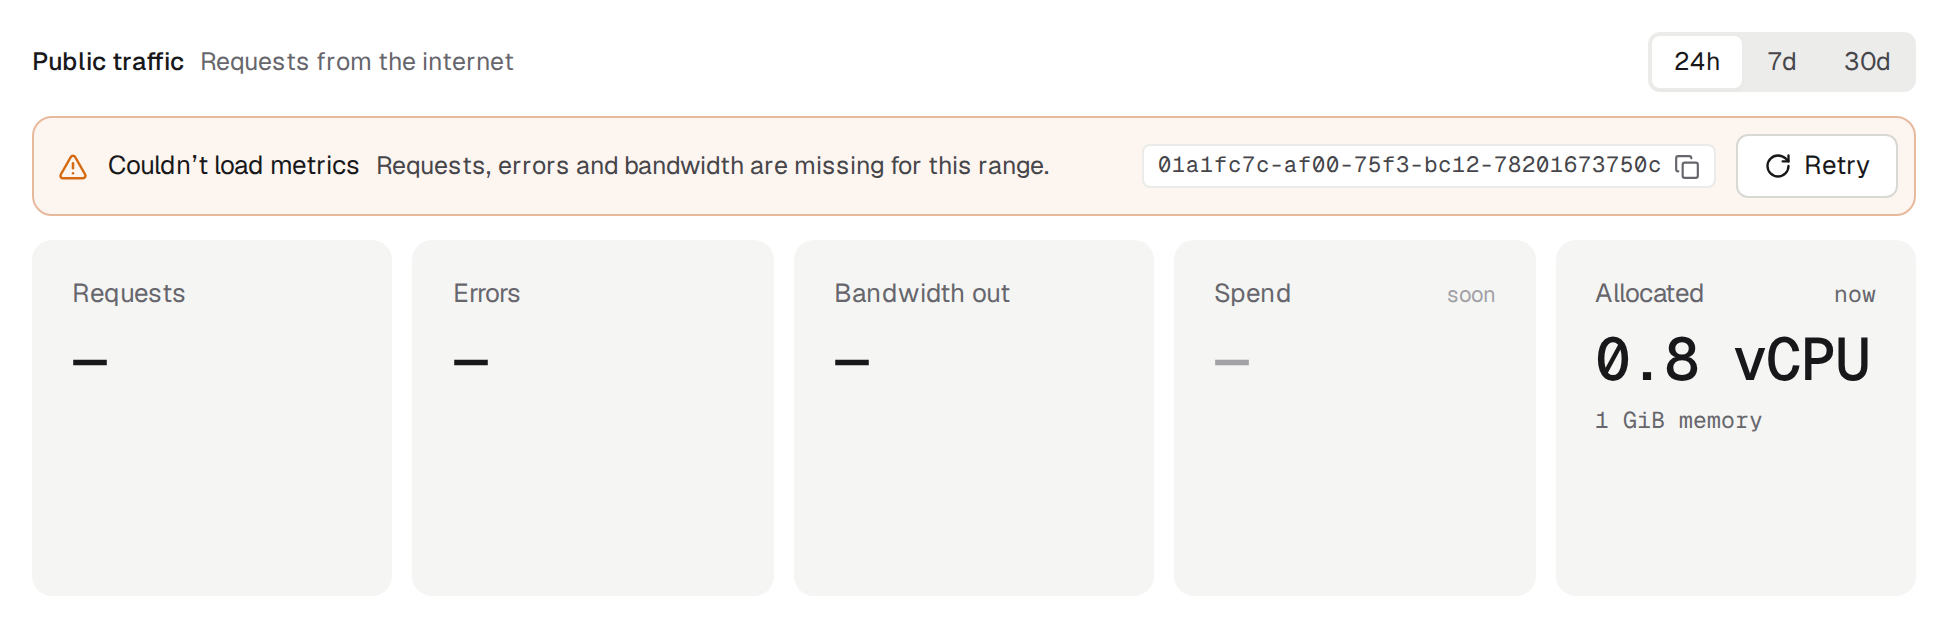 Public traffic Requests from the internet
24h 7d 30d
Couldn’t load metrics Requests, errors and bandwidth are missing for this range.
01a1fc7c-af00-75f3-bc12-78201673750c
Retry
Requests
—
Errors
—
Bandwidth out
—
Spend soon
—
Allocated now
0.8 vCPU
1 GiB memory